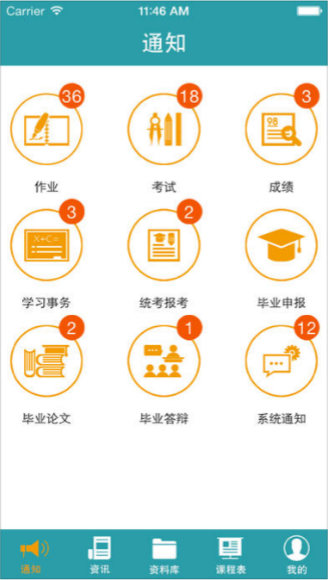 Carrier 11:46 AM
通知
36 18 3
作业 考试 成绩
3 2
学习事务 统考报考 毕业申报
2 1 12
毕业论文 毕业答辩 系统通知
通知 资讯 资料库 课程表 我的